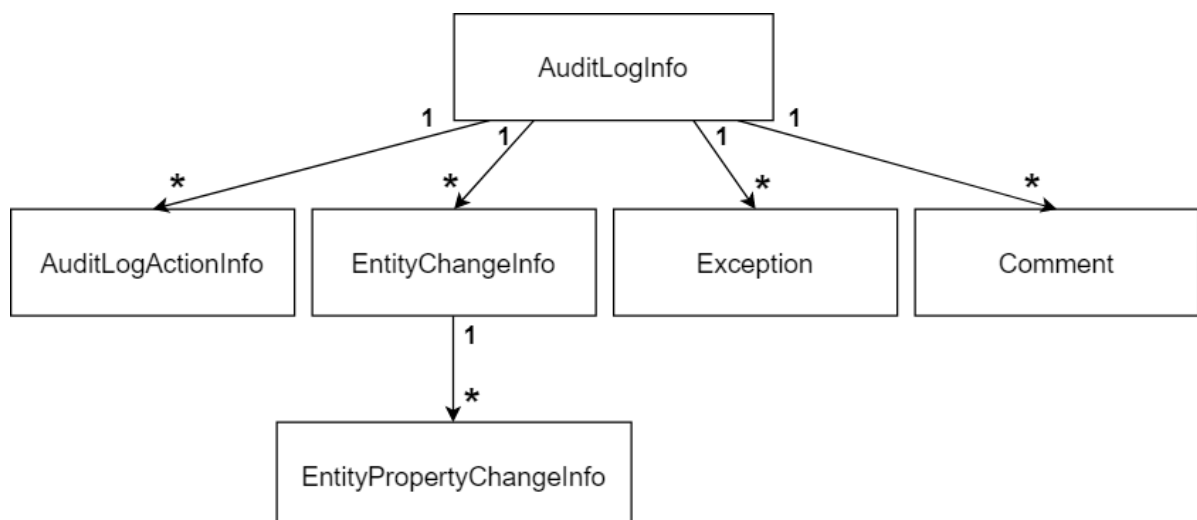 AuditLogInfo
1 1 1 1
* * * *
AuditLogActionInfo EntityChangeInfo Exception Comment
1
*
EntityPropertyChangeInfo